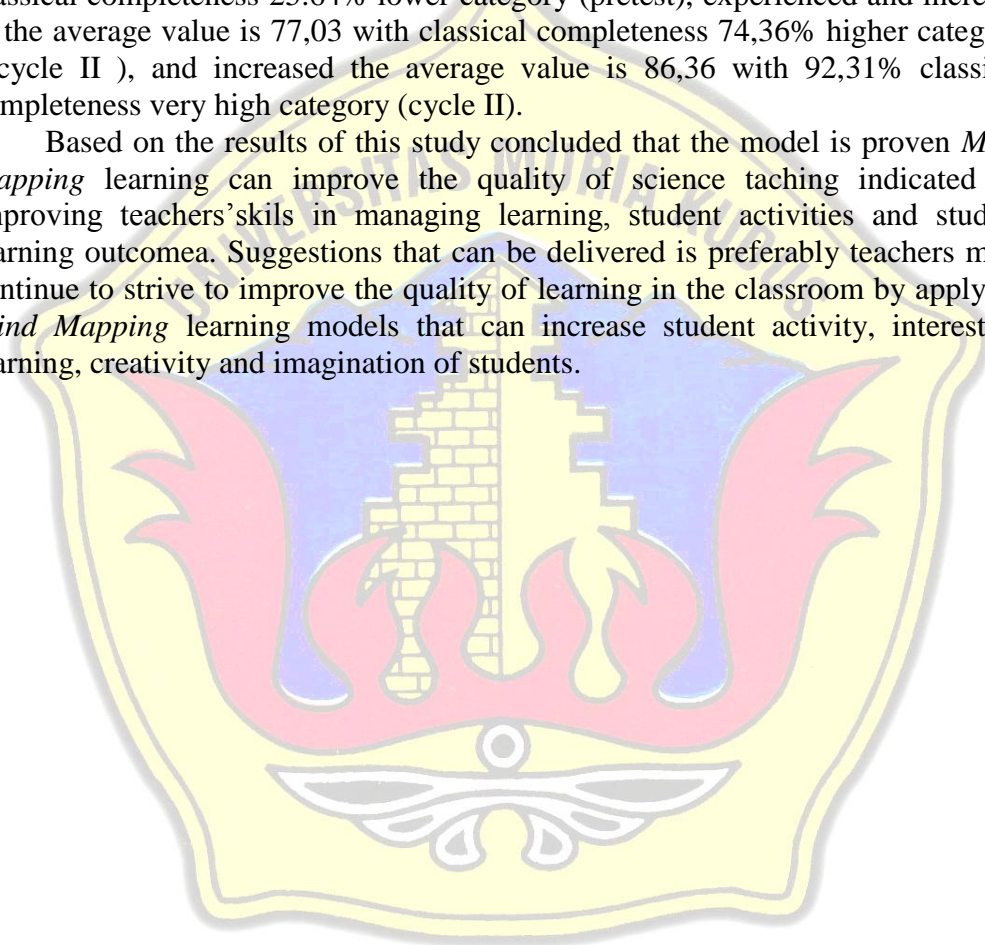 classical completeness 23.84% lower category (pretest), experienced and incre
the average value is 77,03 with classical completeness 74,36% higher categ
cycle II ), and increased the average value is 86,36 with 92,31% classi
mpleteness very high category (cycle II).
Based on the results of this study concluded that the model is proven M
apping learning can improve the quality of science taching indicated
proving teachers'skils in managing learning, student activities and stud
arning outcomea. Suggestions that can be delivered is preferably teachers m
ntinue to strive to improve the quality of learning in the classroom by apply
ind Mapping learning models that can increase student activity, interest
arning, creativity and imagination of students.
UNIVERSITAS MURIA KUDUS